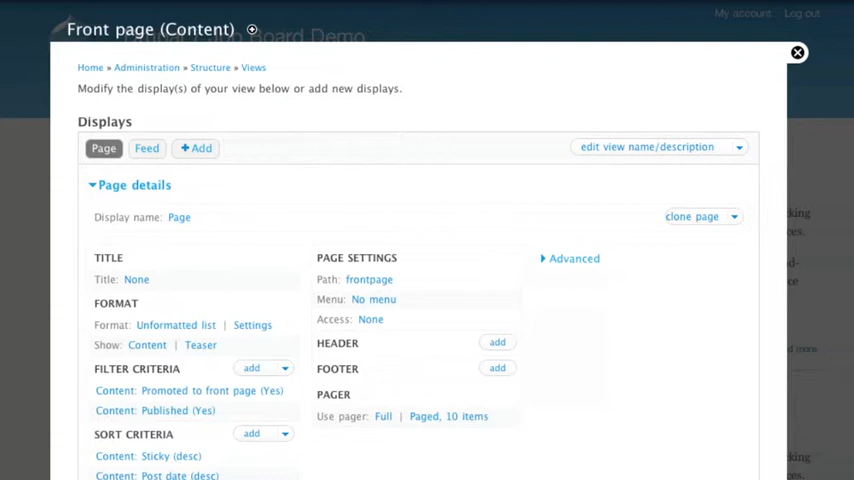 My account   Log out
Front page (Content)
Job Board Demo
Home » Administration » Structure » Views
Modify the display(s) of your view below or add new displays.
Displays
Page   Feed   + Add   edit view name/description
Page details
Display name: Page   clone page
TITLE
Title: None
FORMAT
Format: Unformatted list | Settings
Show: Content | Teaser
FILTER CRITERIA   add
Content: Promoted to front page (Yes)
Content: Published (Yes)
SORT CRITERIA   add
Content: Sticky (desc)
Content: Post date (desc)
PAGE SETTINGS
Path: frontpage
Menu: No menu
Access: None
HEADER   add
FOOTER   add
PAGER
Use pager: Full | Paged, 10 items
Advanced